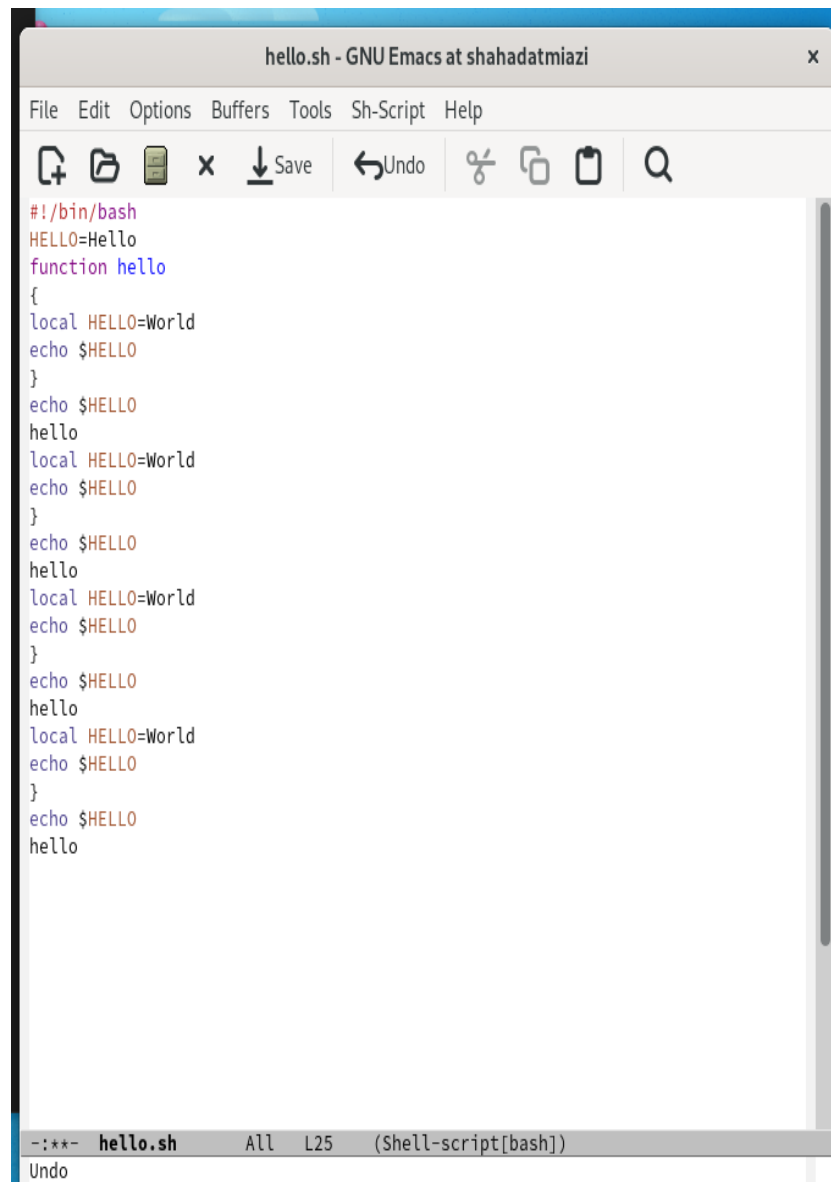 hello.sh - GNU Emacs at shahadatmiazi x
File Edit Options Buffers Tools Sh-Script Help
Save Undo
#!/bin/bash
HELLO=Hello
function hello
{
local HELLO=World
echo $HELLO
}
echo $HELLO
hello
local HELLO=World
echo $HELLO
}
echo $HELLO
hello
local HELLO=World
echo $HELLO
}
echo $HELLO
hello
local HELLO=World
echo $HELLO
}
echo $HELLO
hello
-:**- hello.sh All L25 (Shell-script[bash])
Undo